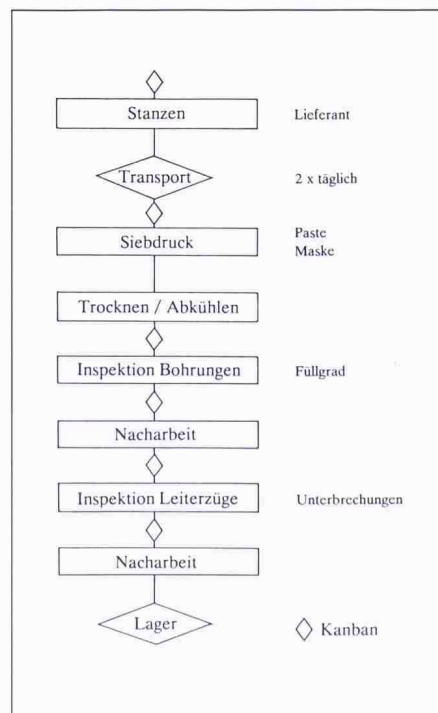 Stanzen
Lieferant
Transport
2 x täglich
Siebdruck
Paste
Maske
Trocknen / Abkühlen
Inspektion Bohrungen
Füllgrad
Nacharbeit
Inspektion Leiterzüge
Unterbrechungen
Nacharbeit
Lager
Kanban